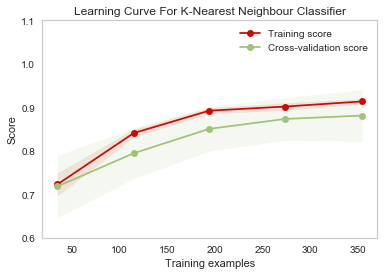 Learning Curve For K-Nearest Neighbour Classifier
1.1
1.0
0.9
0.8
0.7
0.6
Score
Training score
Cross-validation score
50 100 150 200 250 300 350
Training examples